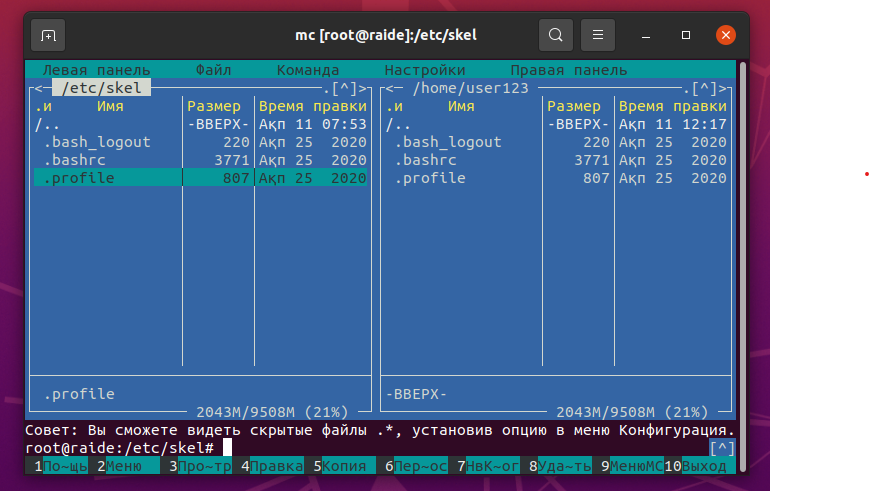 mc [root@raide]:/etc/skel
Левая панель Файл Команда Настройки Правая панель
<─ /etc/skel .[^]> <─ /home/user123 .[^]>
.и Имя Размер Время правки .и Имя Размер Время правки
/.. -ВВЕРХ- Ақп 11 07:53 /.. -ВВЕРХ- Ақп 11 12:17
.bash_logout 220 Ақп 25 2020 .bash_logout 220 Ақп 25 2020
.bashrc 3771 Ақп 25 2020 .bashrc 3771 Ақп 25 2020
.profile 807 Ақп 25 2020 .profile 807 Ақп 25 2020
.profile -ВВЕРХ-
2043M/9508M (21%) 2043M/9508M (21%)
Совет: Вы сможете видеть скрытые файлы .*, установив опцию в меню Конфигурация.
root@raide:/etc/skel# [^]
1По~щь 2Меню 3Про~тр 4Правка 5Копия 6Пер~ос 7НвК~ог 8Уда~ть 9МенюMC 10Выход